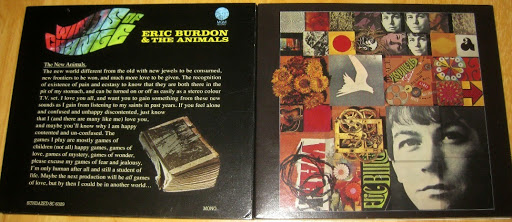 WINDS OF
CHANGE
MONO
ERIC BURDON
& THE ANIMALS
The New Animals.
The new world different from the old with new jewels to be consumed,
new frontiers to be won, and much more love to be given. The recognition
of existence of pain and ecstasy to know that they are both there in the
pit of my stomach, and can be turned on or off as easily as a stereo colour
T.V. set. I love you all, and want you to gain something from these new
sounds as I gain from listening to my saints in past years. If you feel alone
and confused and unhappy discontented, just know
that I (and there are many like me) love you,
and maybe you'll know why I am happy
contented and un-confused. The
games I play are mostly games of
children (not all) happy games, games of
love, games of mystery, games of wonder,
please excuse my games of fear and jealousy.
I'm only human after all and still a student of
life. Maybe the next production will be all games
of love, but by then I could be in another world...
SUNDAZED SC 6189
MONO